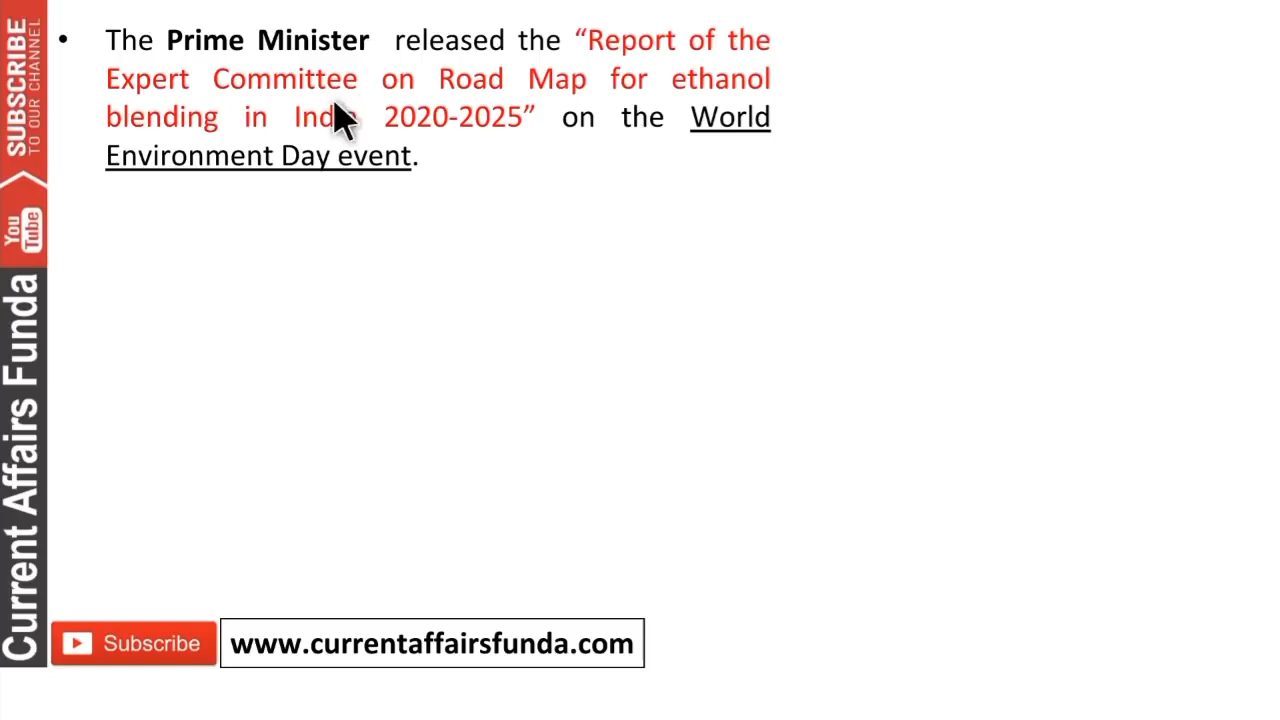 • The Prime Minister released the “Report of the
Expert Committee on Road Map for ethanol
blending in India 2020-2025” on the World
Environment Day event.
SUBSCRIBE
TO OUR CHANNEL
You
Tube
Current Affairs Funda
Subscribe
www.currentaffairsfunda.com